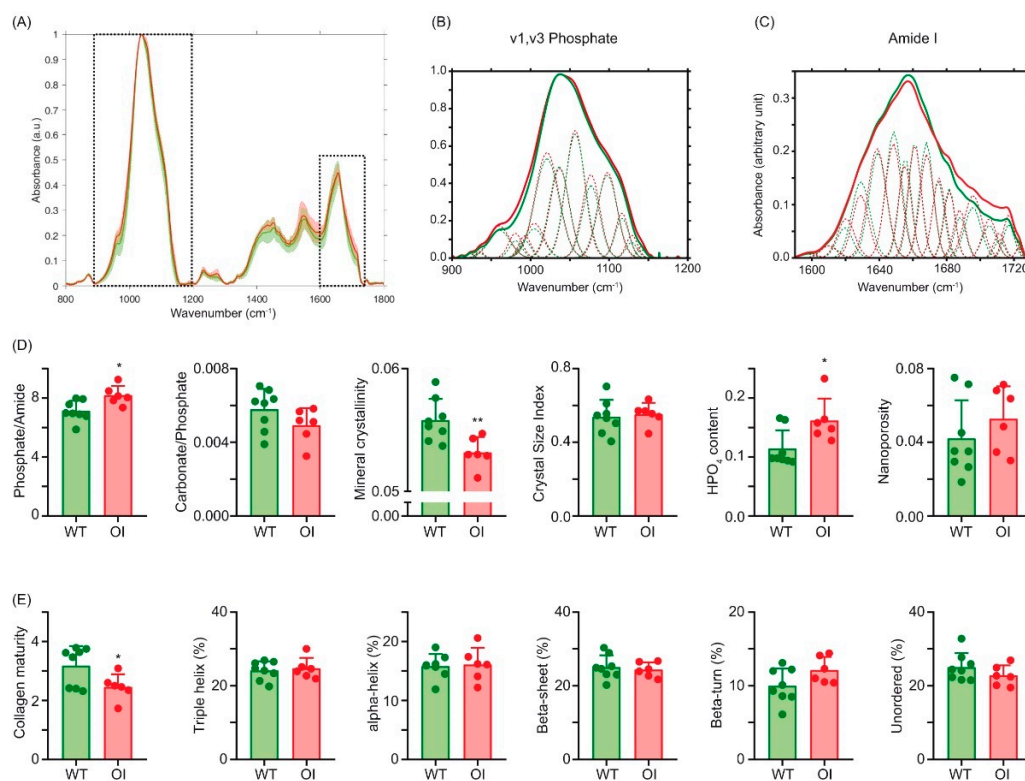 (A)
Absorbance (a.u.)
1
0.9
0.8
0.7
0.6
0.5
0.4
0.3
0.2
0.1
0
800 1000 1200 1400 1600 1800
Wavenumber (cm-1)
(B)
v1,v3 Phosphate
1.0
0.8
0.6
0.4
0.2
0.0
900 1000 1100 1200
Wavenumber (cm-1)
(C)
Amide I
Absorbance (arbitrary unit)
0.3
0.2
0.1
0.0
1600 1640 1680 1720
Wavenumber (cm-1)
(D)
Phosphate/Amide
8
6
4
2
0
WT OI
*
Carbonate/Phosphate
0.008
0.004
0.000
WT OI
Mineral crystallinity
0.06
0.05
0.00
WT OI
**
Crystal Size Index
0.8
0.4
0.0
WT OI
HPO4 content
0.2
0.1
0.0
WT OI
*
Nanoporosity
0.08
0.04
0.00
WT OI
(E)
Collagen maturity
6
4
2
0
WT OI
*
Triple helix (%)
40
20
0
WT OI
alpha-helix (%)
40
20
0
WT OI
Beta-sheet (%)
40
20
0
WT OI
Beta-turn (%)
20
10
0
WT OI
Unordered (%)
40
20
0
WT OI